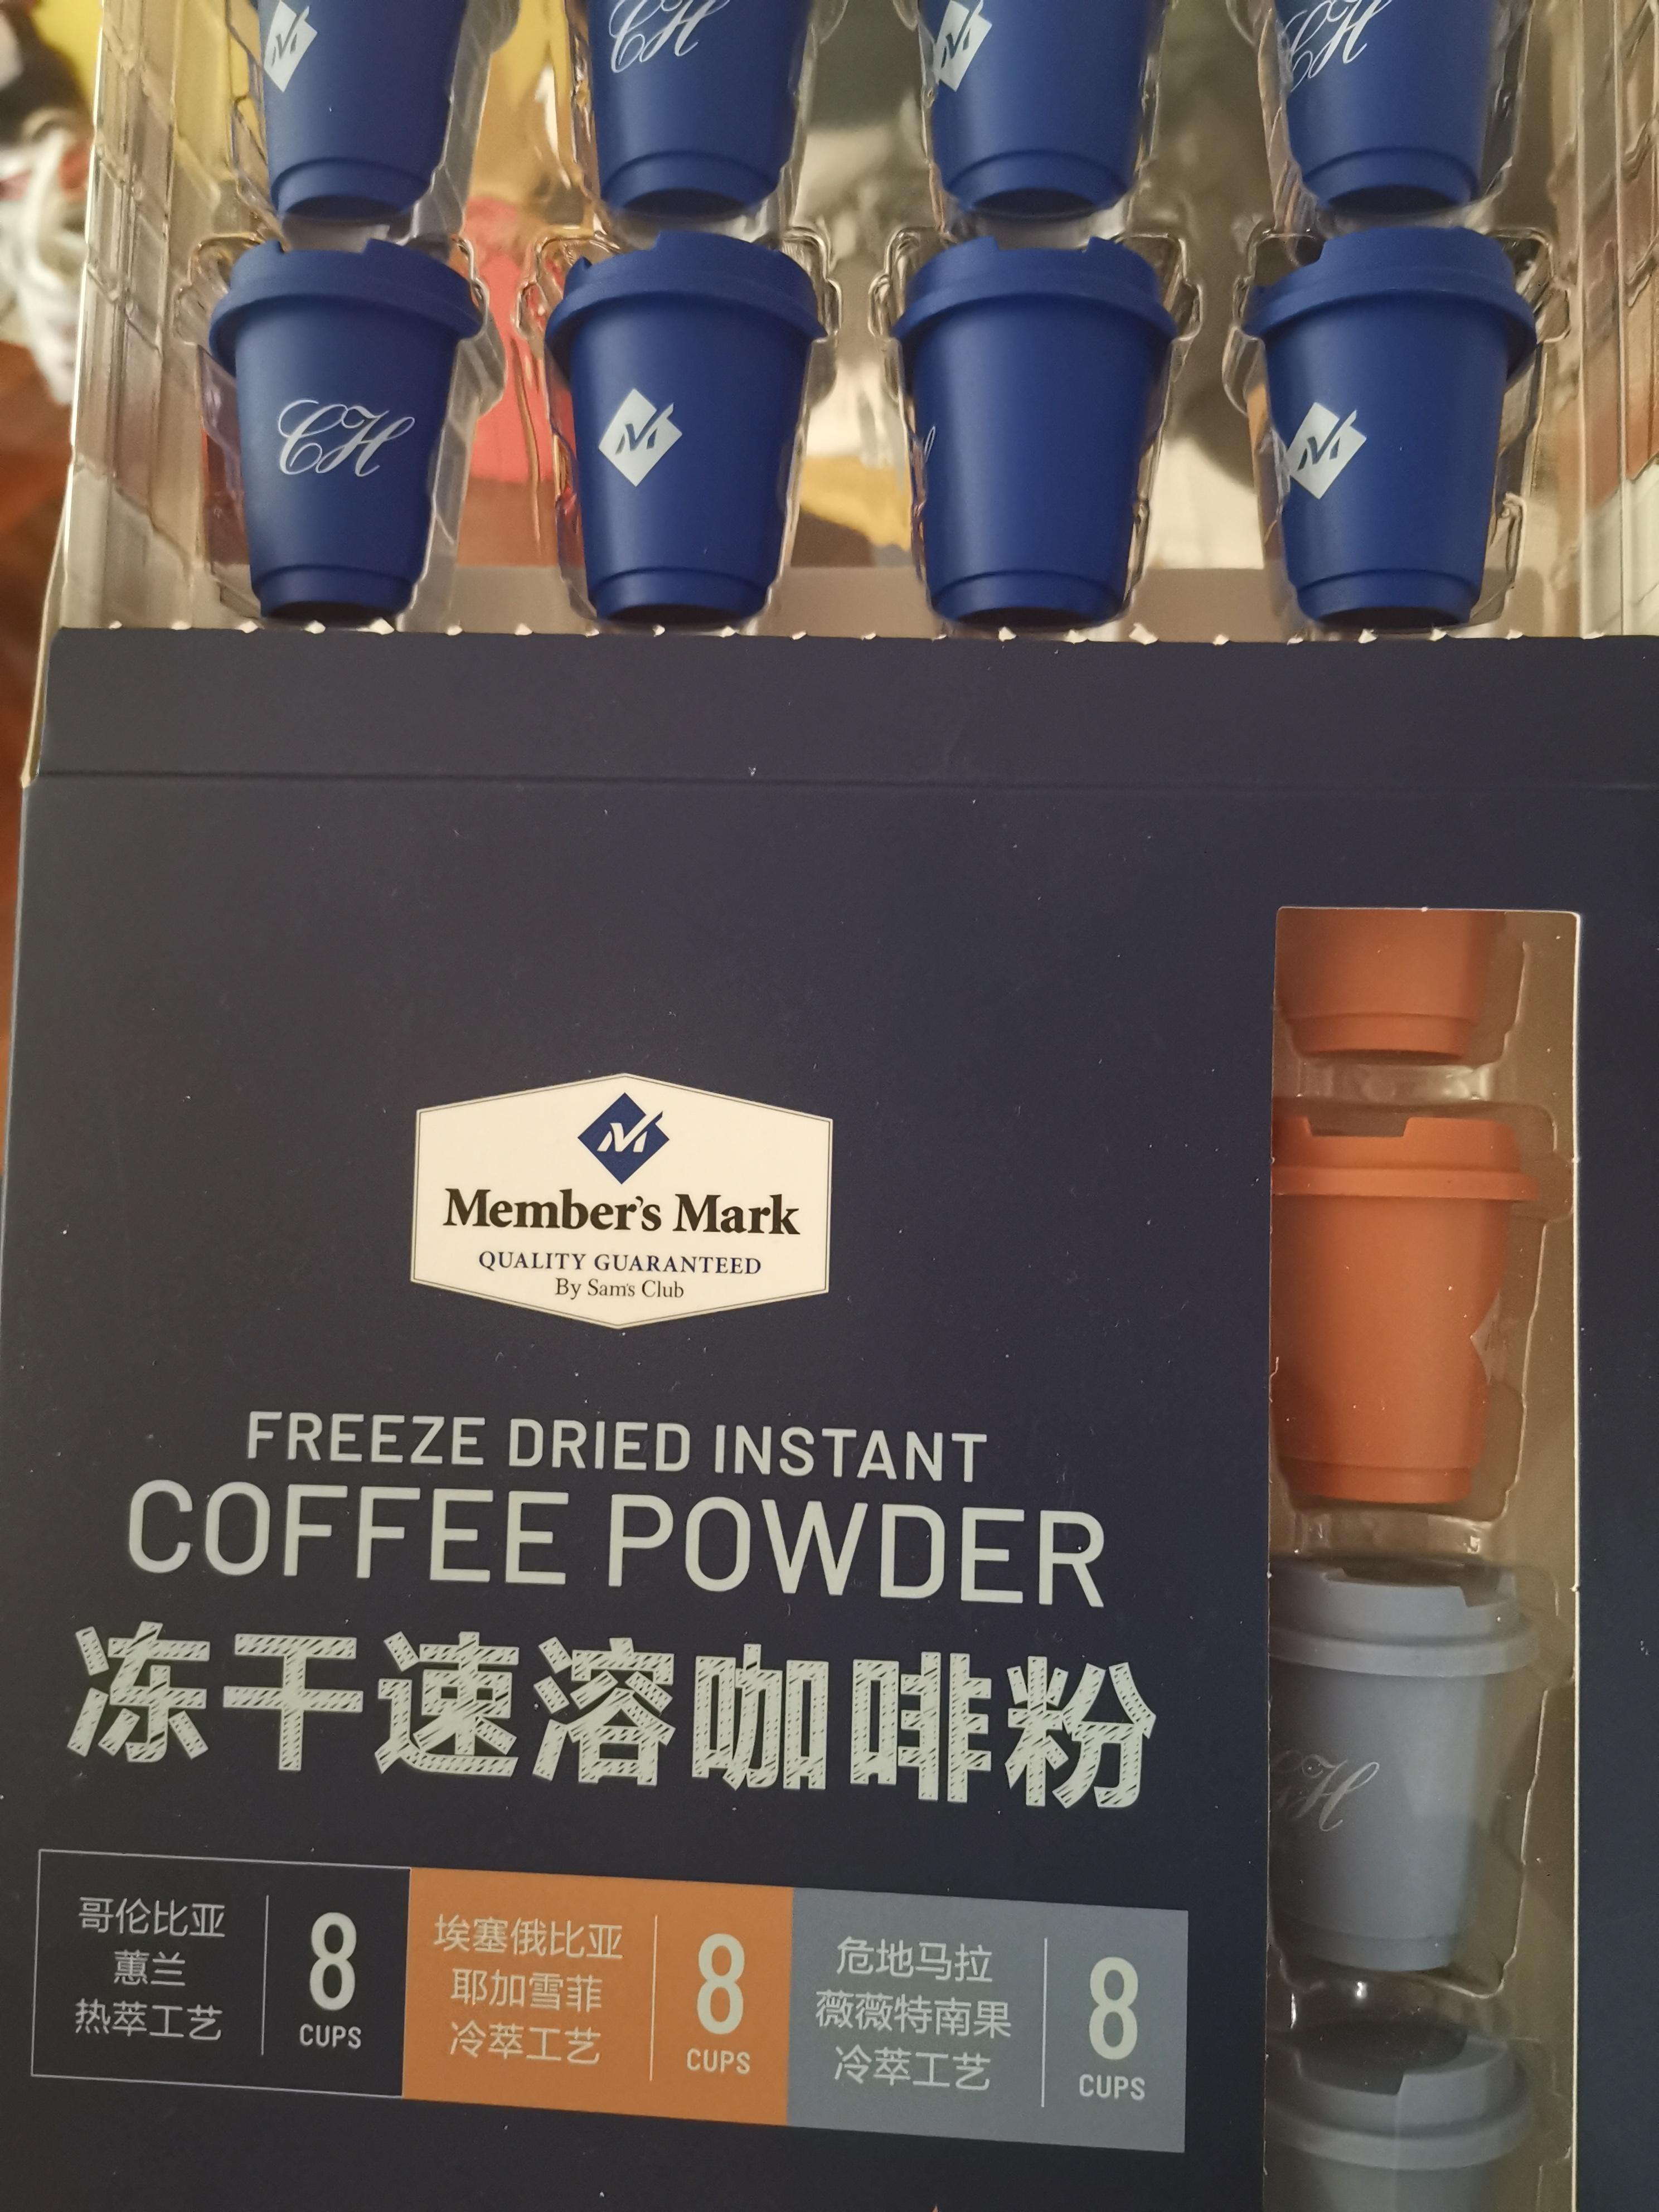 CH
CH
CH
M
Member's Mark
QUALITY GUARANTEED
By Sam's Club
FREEZE DRIED INSTANT
COFFEE POWDER
冻干速溶咖啡粉
哥伦比亚
蕙兰
热萃工艺
8
CUPS
埃塞俄比亚
耶加雪菲
冷萃工艺
8
CUPS
危地马拉
薇薇特南果
冷萃工艺
8
CUPS